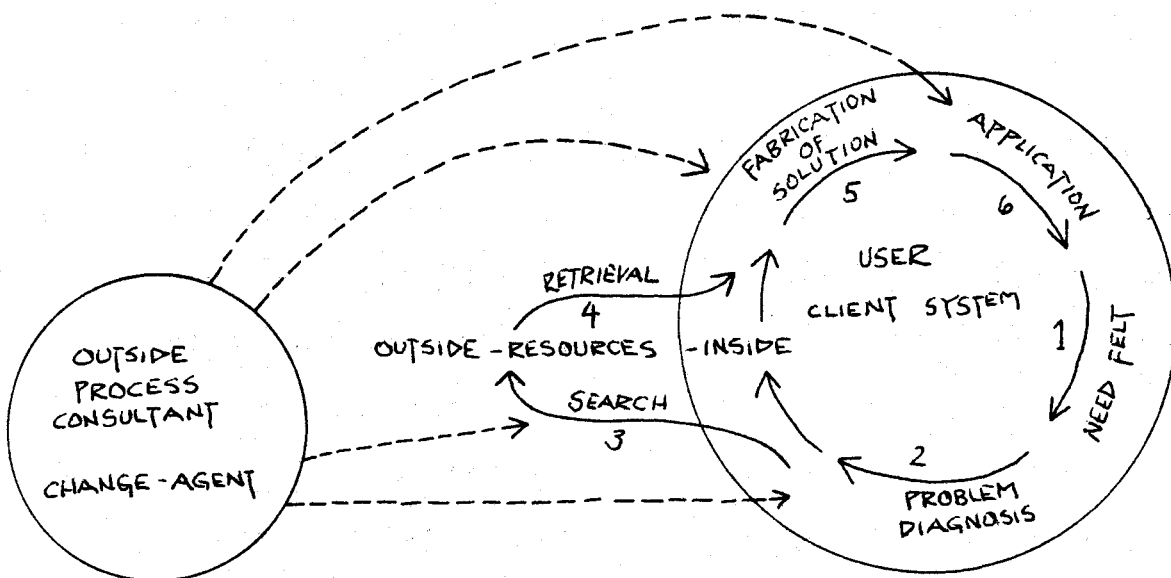 OUTSIDE
PROCESS
CONSULTANT
CHANGE-AGENT
RETRIEVAL
4
OUTSIDE-RESOURCES-INSIDE
SEARCH
3
FABRICATION
OF
SOLUTION
5
APPLICATION
6
USER
CLIENT SYSTEM
1
NEED FELT
2
PROBLEM
DIAGNOSIS